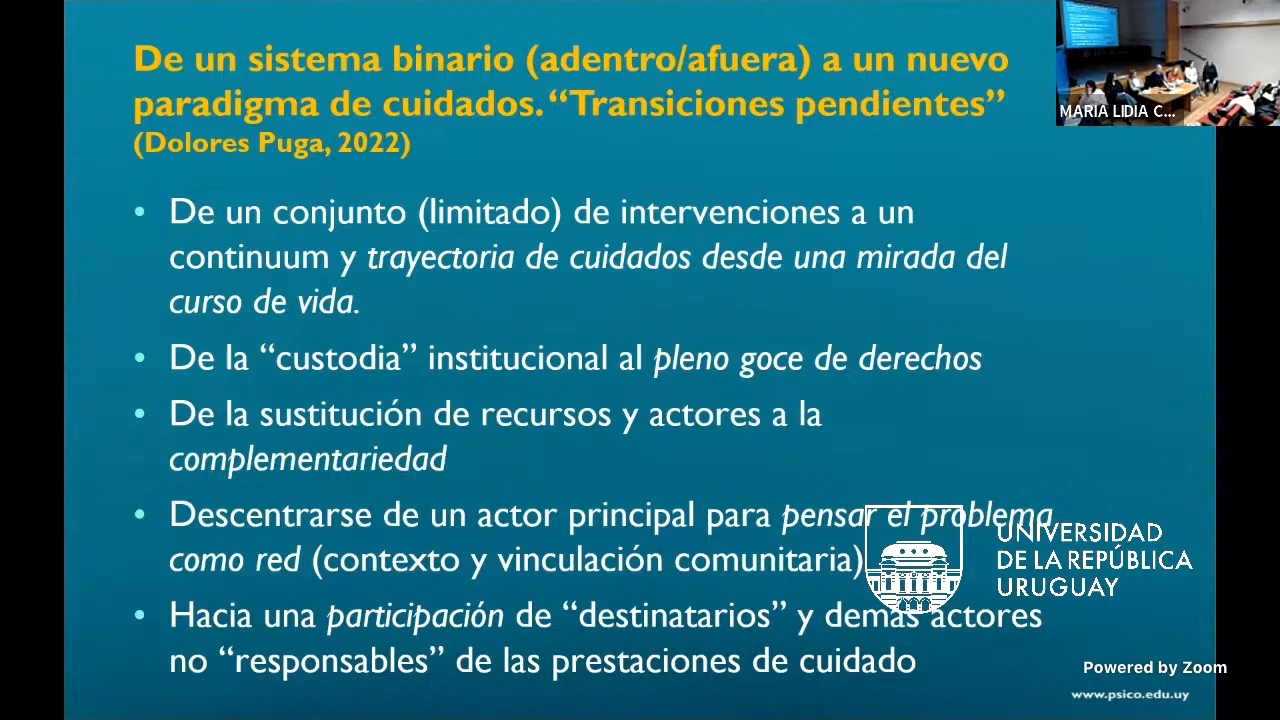 De un sistema binario (adentro/afuera) a un nuevo
paradigma de cuidados. “Transiciones pendientes”
(Dolores Puga, 2022)
MARIA LIDIA C...
• De un conjunto (limitado) de intervenciones a un
continuum y trayectoria de cuidados desde una mirada del
curso de vida.
• De la “custodia” institucional al pleno goce de derechos
• De la sustitución de recursos y actores a la
complementariedad
• Descentrarse de un actor principal para pensar el problema
como red (contexto y vinculación comunitaria)
• Hacia una participación de “destinatarios” y demás actores
no “responsables” de las prestaciones de cuidado
UNIVERSIDAD
DE LA REPÚBLICA
URUGUAY
Powered by Zoom
www.psico.edu.uy